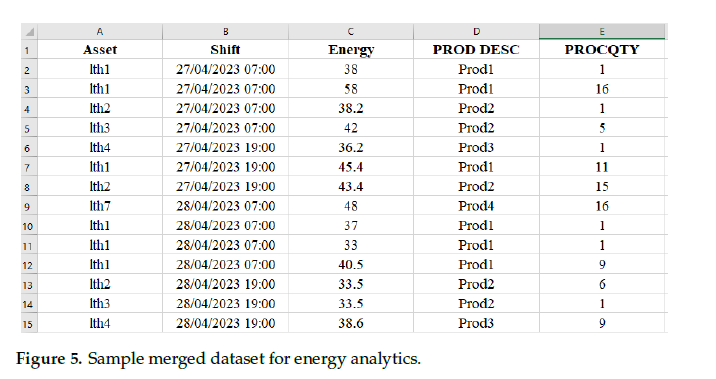 A B C D E
1 Asset Shift Energy PROD DESC PROCQTY
2 lth1 27/04/2023 07:00 38 Prod1 1
3 lth1 27/04/2023 07:00 58 Prod1 16
4 lth2 27/04/2023 07:00 38.2 Prod2 1
5 lth3 27/04/2023 07:00 42 Prod2 5
6 lth4 27/04/2023 19:00 36.2 Prod3 1
7 lth1 27/04/2023 19:00 45.4 Prod1 11
8 lth2 27/04/2023 19:00 43.4 Prod2 15
9 lth7 28/04/2023 07:00 48 Prod4 16
10 lth1 28/04/2023 07:00 37 Prod1 1
11 lth1 28/04/2023 07:00 33 Prod1 1
12 lth1 28/04/2023 07:00 40.5 Prod1 9
13 lth2 28/04/2023 19:00 33.5 Prod2 6
14 lth3 28/04/2023 19:00 33.5 Prod2 1
15 lth4 28/04/2023 19:00 38.6 Prod3 9
Figure 5. Sample merged dataset for energy analytics.